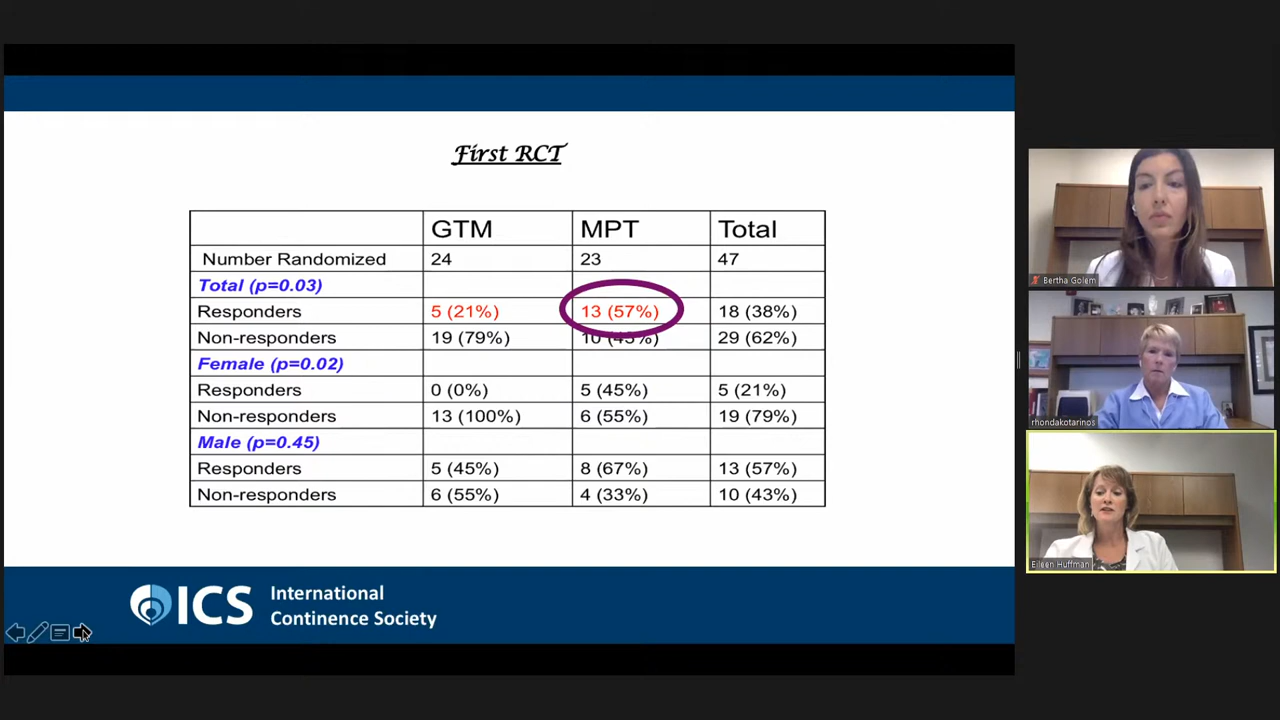 First RCT
GTM MPT Total
Number Randomized 24 23 47
Total (p=0.03)
Responders 5 (21%) 13 (57%) 18 (38%)
Non-responders 19 (79%) 10 (43%) 29 (62%)
Female (p=0.02)
Responders 0 (0%) 5 (45%) 5 (21%)
Non-responders 13 (100%) 6 (55%) 19 (79%)
Male (p=0.45)
Responders 5 (45%) 8 (67%) 13 (57%)
Non-responders 6 (55%) 4 (33%) 10 (43%)
ICS International
Continence Society
Bertha Golem
rhondakotarinos
Eileen Huffman